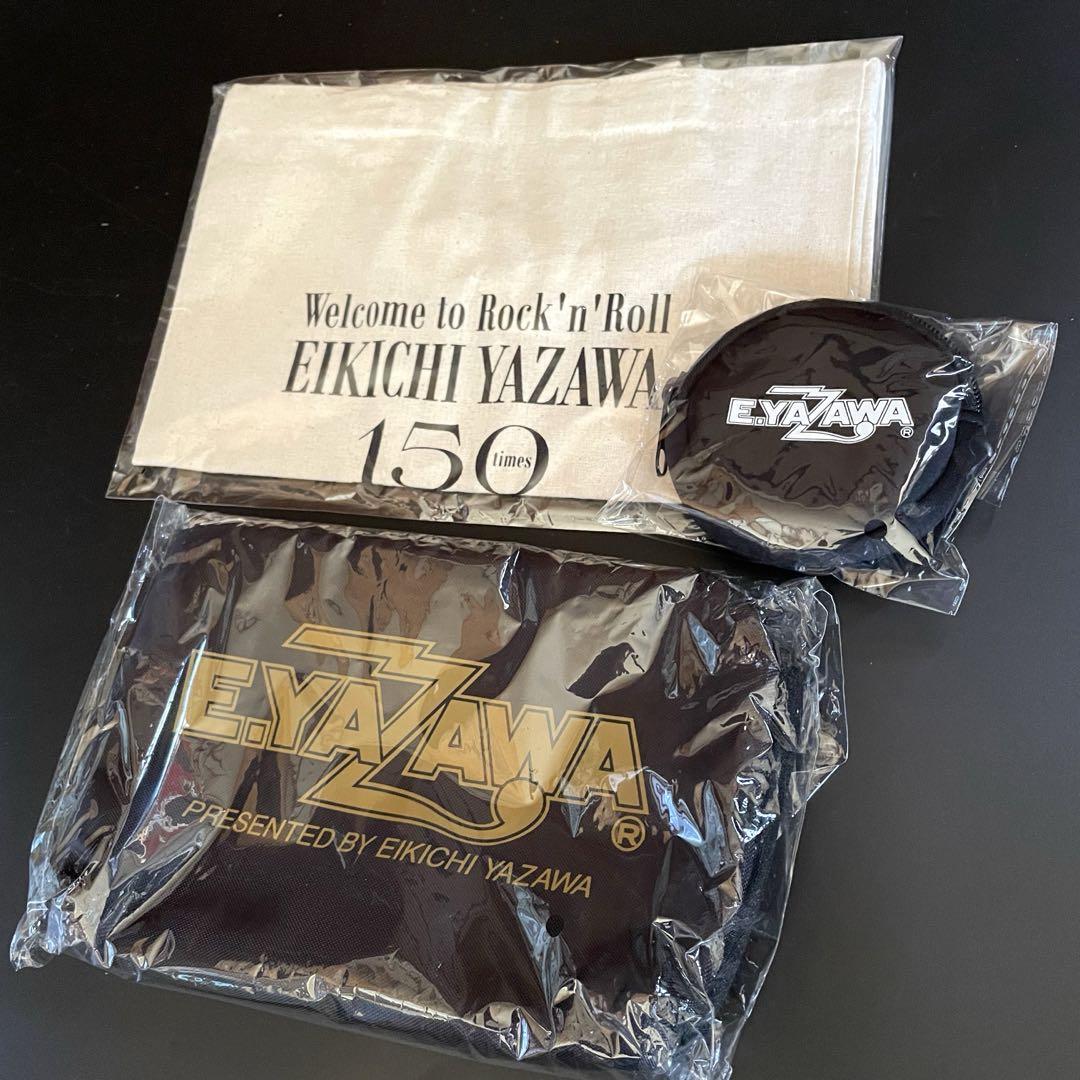 Welcome to Rock'n'Roll
EIKICHI YAZAWA
150
times
E.YAZAWA
®
E.YAZAWA
®
PRESENTED BY EIKICHI YAZAWA